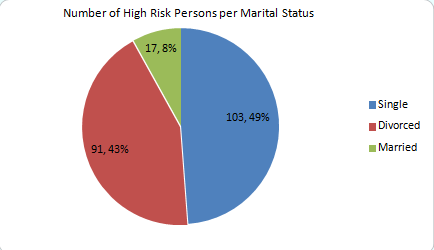 Number of High Risk Persons per Marital Status
17, 8%
103, 49%
91, 43%
Single
Divorced
Married